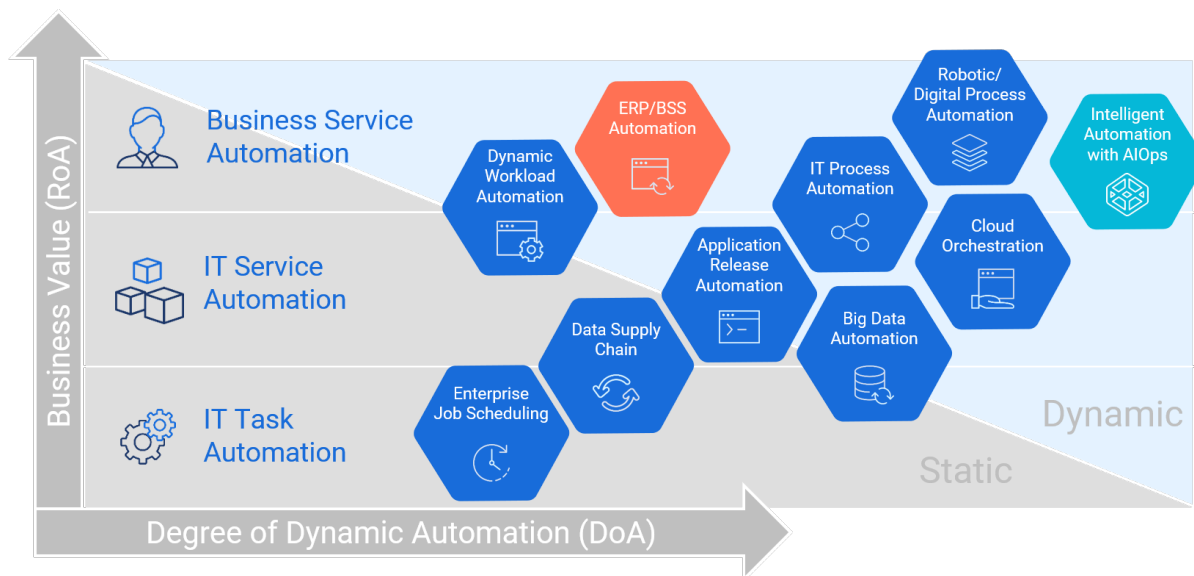 Business Value (RoA)
Business Service
Automation
IT Service
Automation
IT Task
Automation
Dynamic
Workload
Automation
ERP/BSS
Automation
Robotic/
Digital Process
Automation
Intelligent
Automation
with AIOps
IT Process
Automation
Cloud
Orchestration
Application
Release
Automation
Big Data
Automation
Data Supply
Chain
Enterprise
Job Scheduling
Dynamic
Static
Degree of Dynamic Automation (DoA)